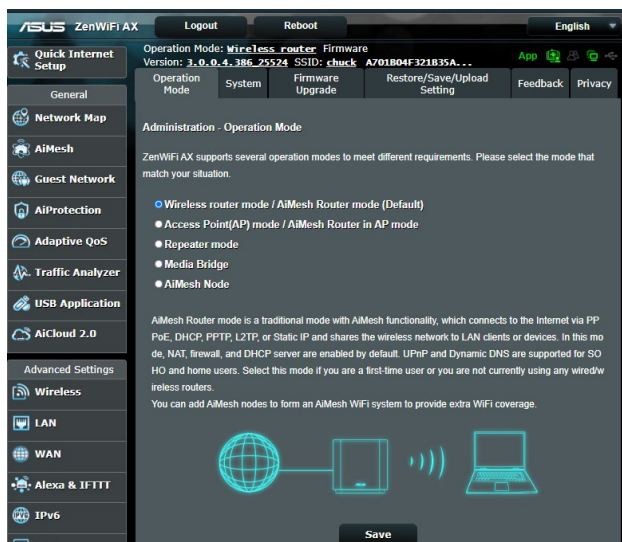 ASUS ZenWiFi AX
Logout
Reboot
English
Quick Internet
Setup
Operation Mode: Wireless router Firmware
Version: 3.0.0.4.386_25524 SSID: chuck A701B04F321B35A...
App
Operation
Mode
System
Firmware
Upgrade
Restore/Save/Upload
Setting
Feedback
Privacy
General
Network Map
AiMesh
Guest Network
AiProtection
Adaptive QoS
Traffic Analyzer
USB Application
AiCloud 2.0
Advanced Settings
Wireless
LAN
WAN
Alexa & IFTTT
IPv6
Administration - Operation Mode
ZenWiFi AX supports several operation modes to meet different requirements. Please select the mode that
match your situation.
Wireless router mode / AiMesh Router mode (Default)
Access Point(AP) mode / AiMesh Router in AP mode
Repeater mode
Media Bridge
AiMesh Node
AiMesh Router mode is a traditional mode with AiMesh functionality, which connects to the Internet via PP
PoE, DHCP, PPTP, L2TP, or Static IP and shares the wireless network to LAN clients or devices. In this mo
de, NAT, firewall, and DHCP server are enabled by default. UPnP and Dynamic DNS are supported for SO
HO and home users. Select this mode if you are a first-time user or you are not currently using any wired/w
ireless routers.
You can add AiMesh nodes to form an AiMesh WiFi system to provide extra WiFi coverage.
Save